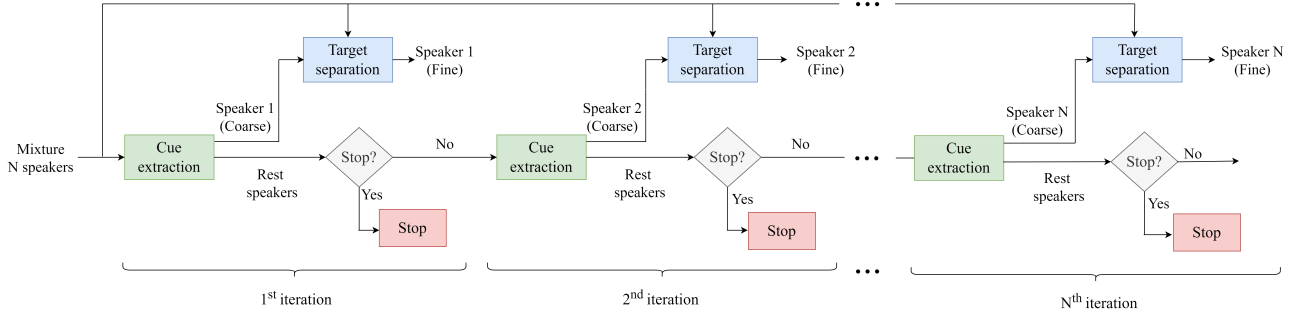 Mixture
N speakers
Cue
extraction
Speaker 1
(Coarse)
Target
separation
Speaker 1
(Fine)
Rest
speakers
Stop?
No
Yes
Stop
1st iteration
Cue
extraction
Speaker 2
(Coarse)
Target
separation
Speaker 2
(Fine)
Rest
speakers
Stop?
No
Yes
Stop
2nd iteration
Cue
extraction
Speaker N
(Coarse)
Target
separation
Speaker N
(Fine)
Rest
speakers
Stop?
No
Yes
Stop
Nth iteration